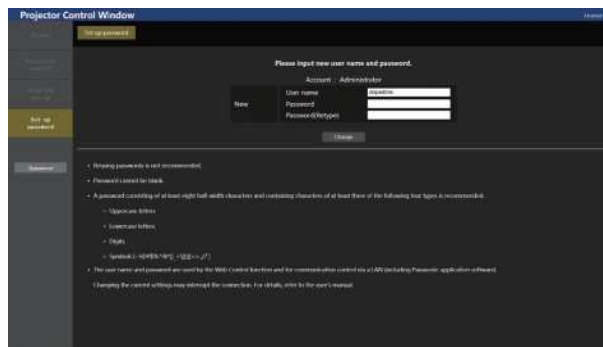 Projector Control Window
License
Set up password
Please input new user name and password.
Account : Administrator
User name
New
Password
Password(Retype)
Change
Set up
password
• Reusing passwords is not recommended.
• Password cannot be blank.
• A password consisting of at least eight half-width characters and containing characters of at least three of the following four types is recommended.
- Uppercase letters
- Lowercase letters
- Digits
- Symbols
• The user name and password are used by the Web Control function and for communication control via a LAN (including Panasonic application software).
Changing the current settings may interrupt the connection. For details, refer to the user's manual.